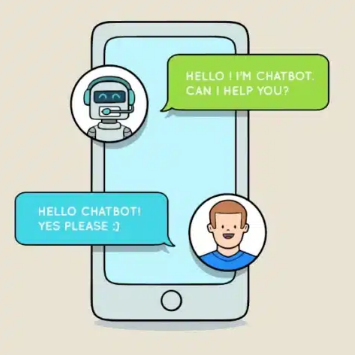 HELLO ! I'M CHATBOT.
CAN I HELP YOU?
HELLO CHATBOT!
YES PLEASE ;)